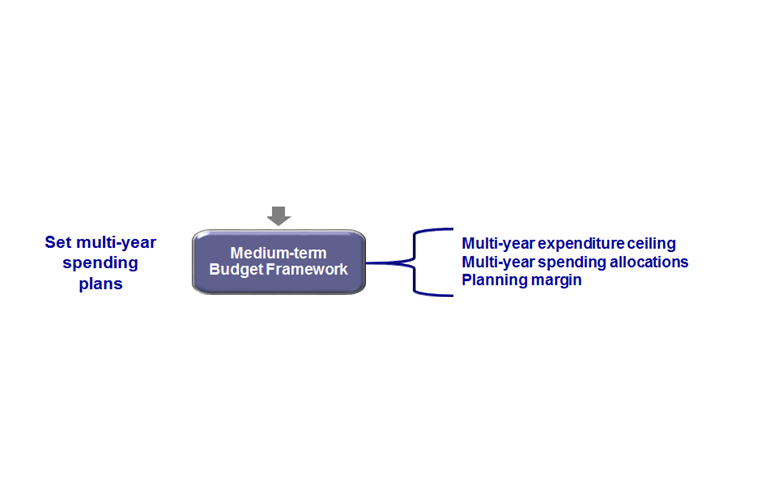 Set multi-year
spending
plans
Medium-term
Budget Framework
Multi-year expenditure ceiling
Multi-year spending allocations
Planning margin